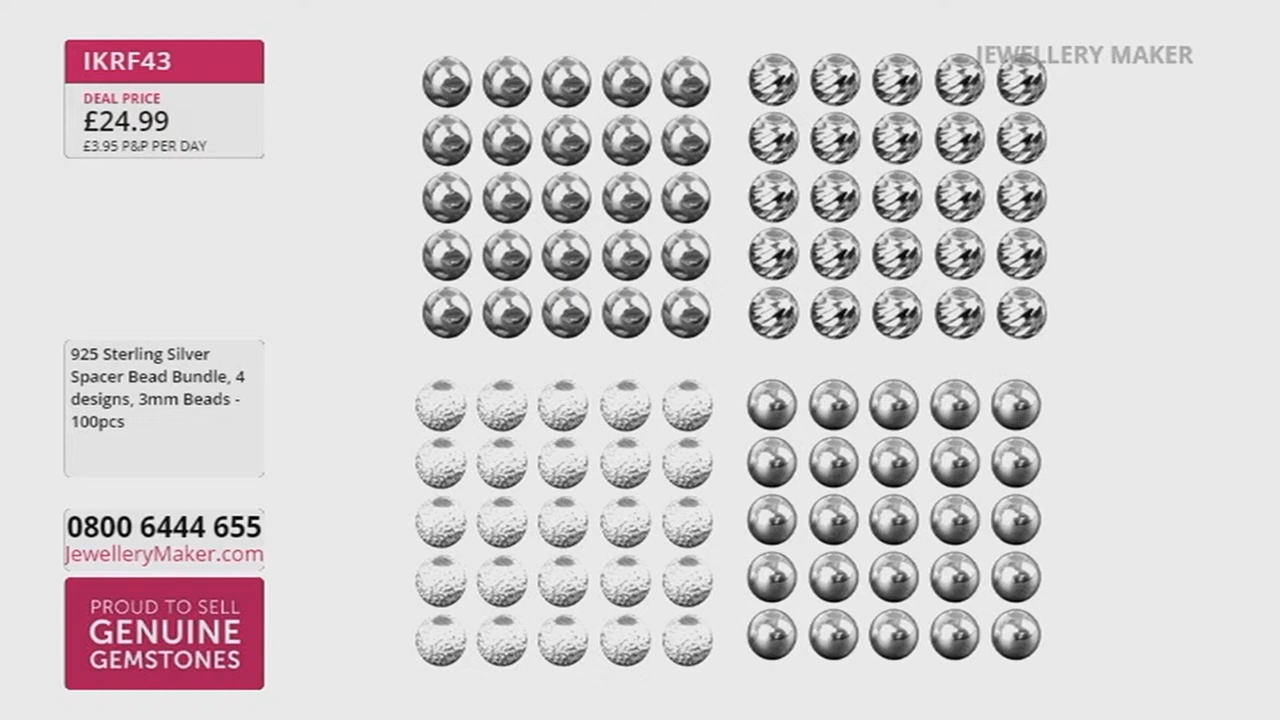 IKRF43
DEAL PRICE
£24.99
£3.95 P&P PER DAY
JEWELLERY MAKER
925 Sterling Silver
Spacer Bead Bundle, 4
designs, 3mm Beads -
100pcs
0800 6444 655
JewelleryMaker.com
PROUD TO SELL
GENUINE
GEMSTONES